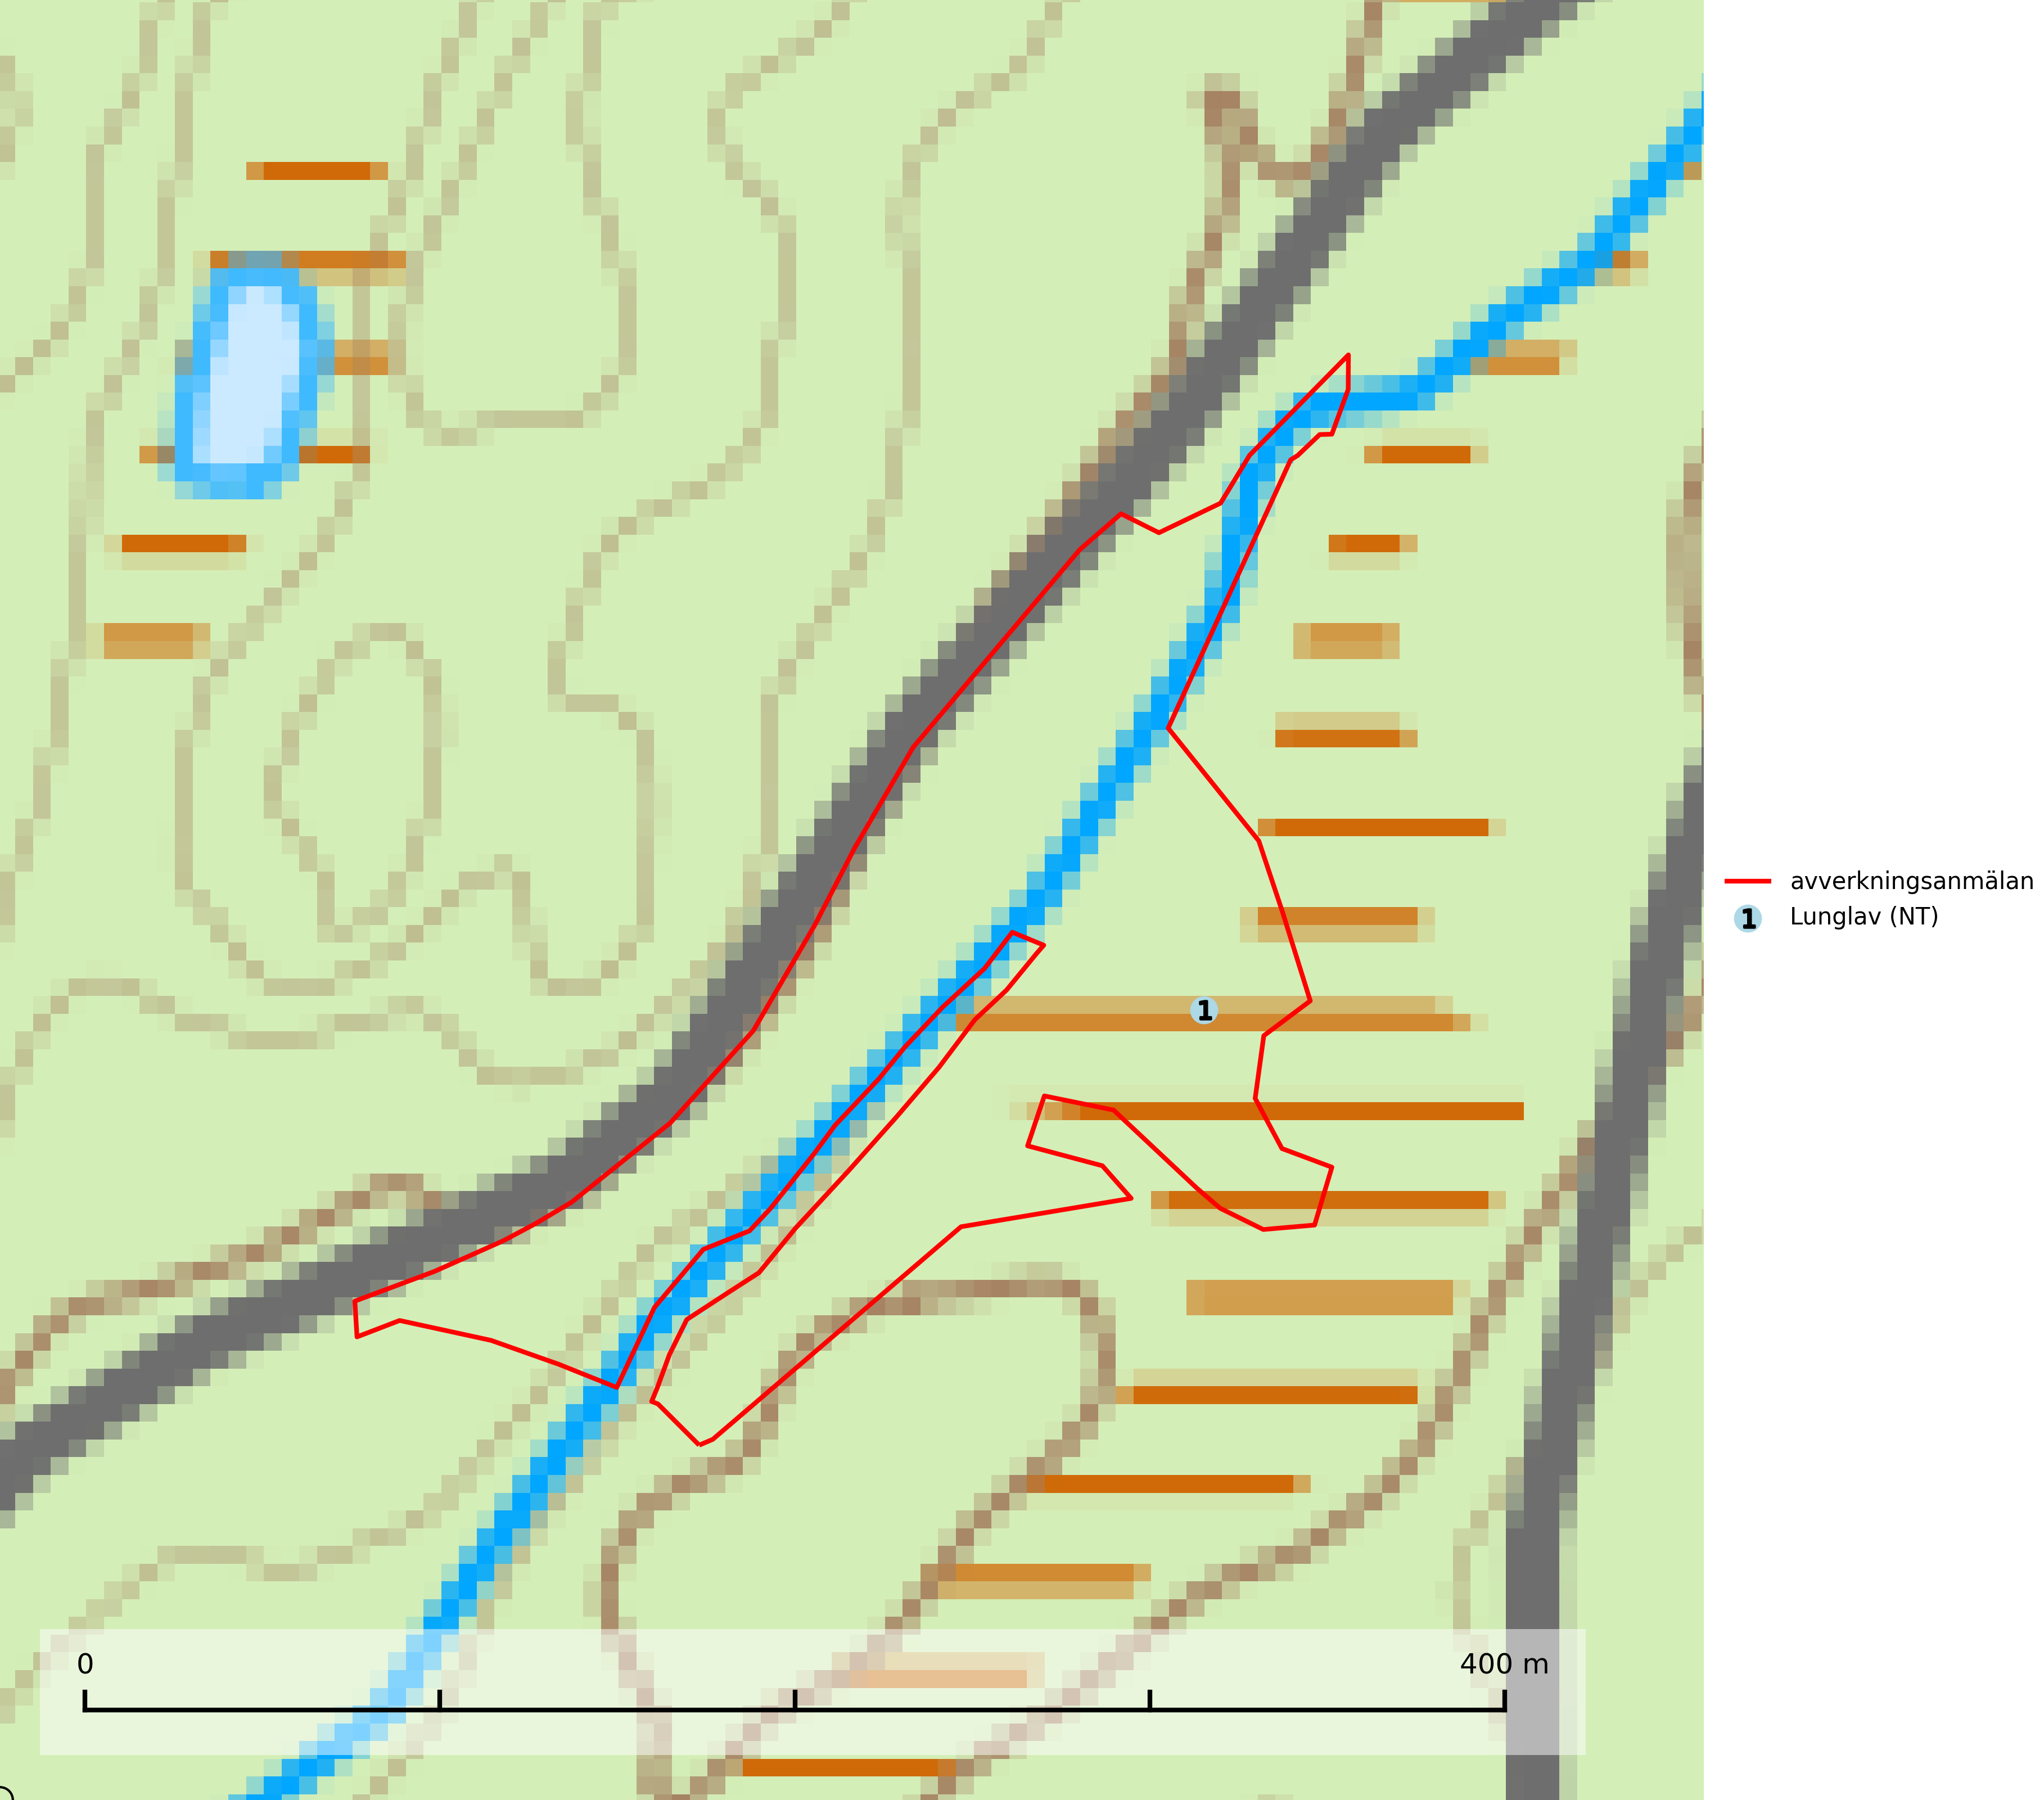 avverkningsanmälan
1 Lunglav (NT)
1
0 400 m